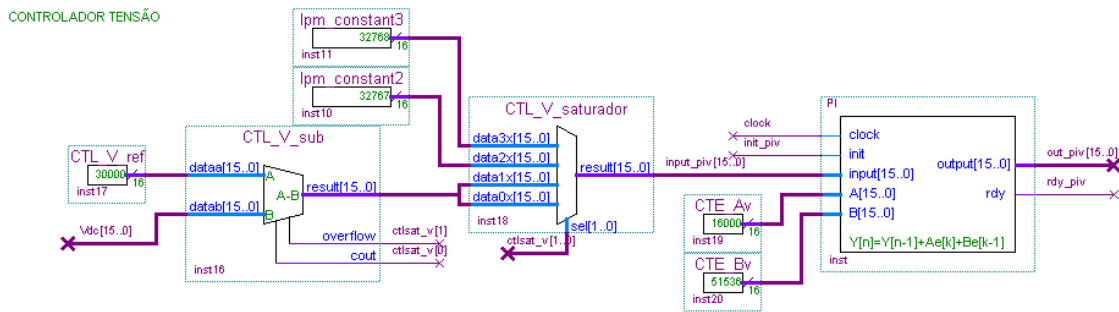 CONTROLADOR TENSÃO
lpm_constant3
32768
16
inst11
lpm_constant2
32767
16
inst10
CTL_V_ref
30000
16
inst17
Vdc[15..0]
CTL_V_sub
dataa[15..0]
A
A-B
result[15..0]
datab[15..0]
B
overflow
cout
inst16
ctlsat_v[1]
ctlsat_v[0]
CTL_V_saturador
data3x[15..0]
data2x[15..0]
data1x[15..0]
data0x[15..0]
result[15..0]
inst18
sel[1..0]
ctlsat_v[1..0]
input_piv[15..0]
clock
init_piv
CTE_Av
16000
16
inst19
CTE_Bv
51536
16
inst20
PI
clock
init
input[15..0]
A[15..0]
B[15..0]
output[15..0]
rdy
Y[n]=Y[n-1]+Ae[k]+Be[k-1]
inst
out_piv[15..0]
rdy_piv